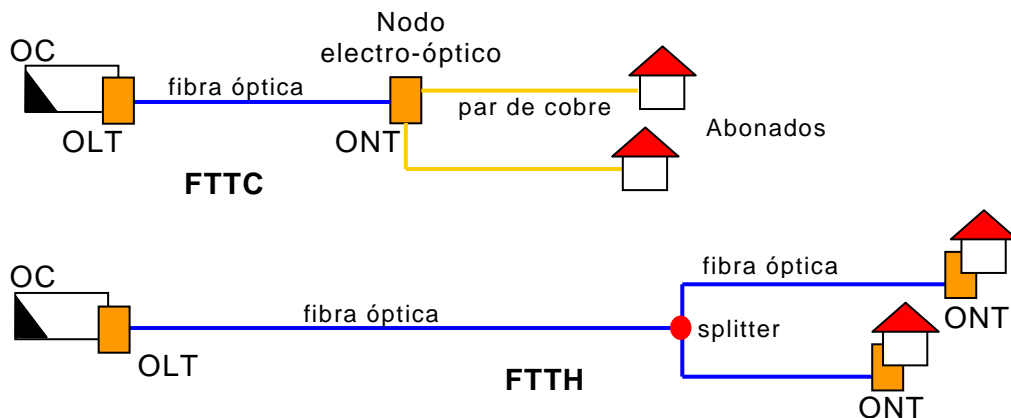 Nodo
electro-óptico
OC
fibra óptica
par de cobre
Abonados
OLT
ONT
FTTC
OC
fibra óptica
fibra óptica
splitter
ONT
OLT
FTTH
ONT